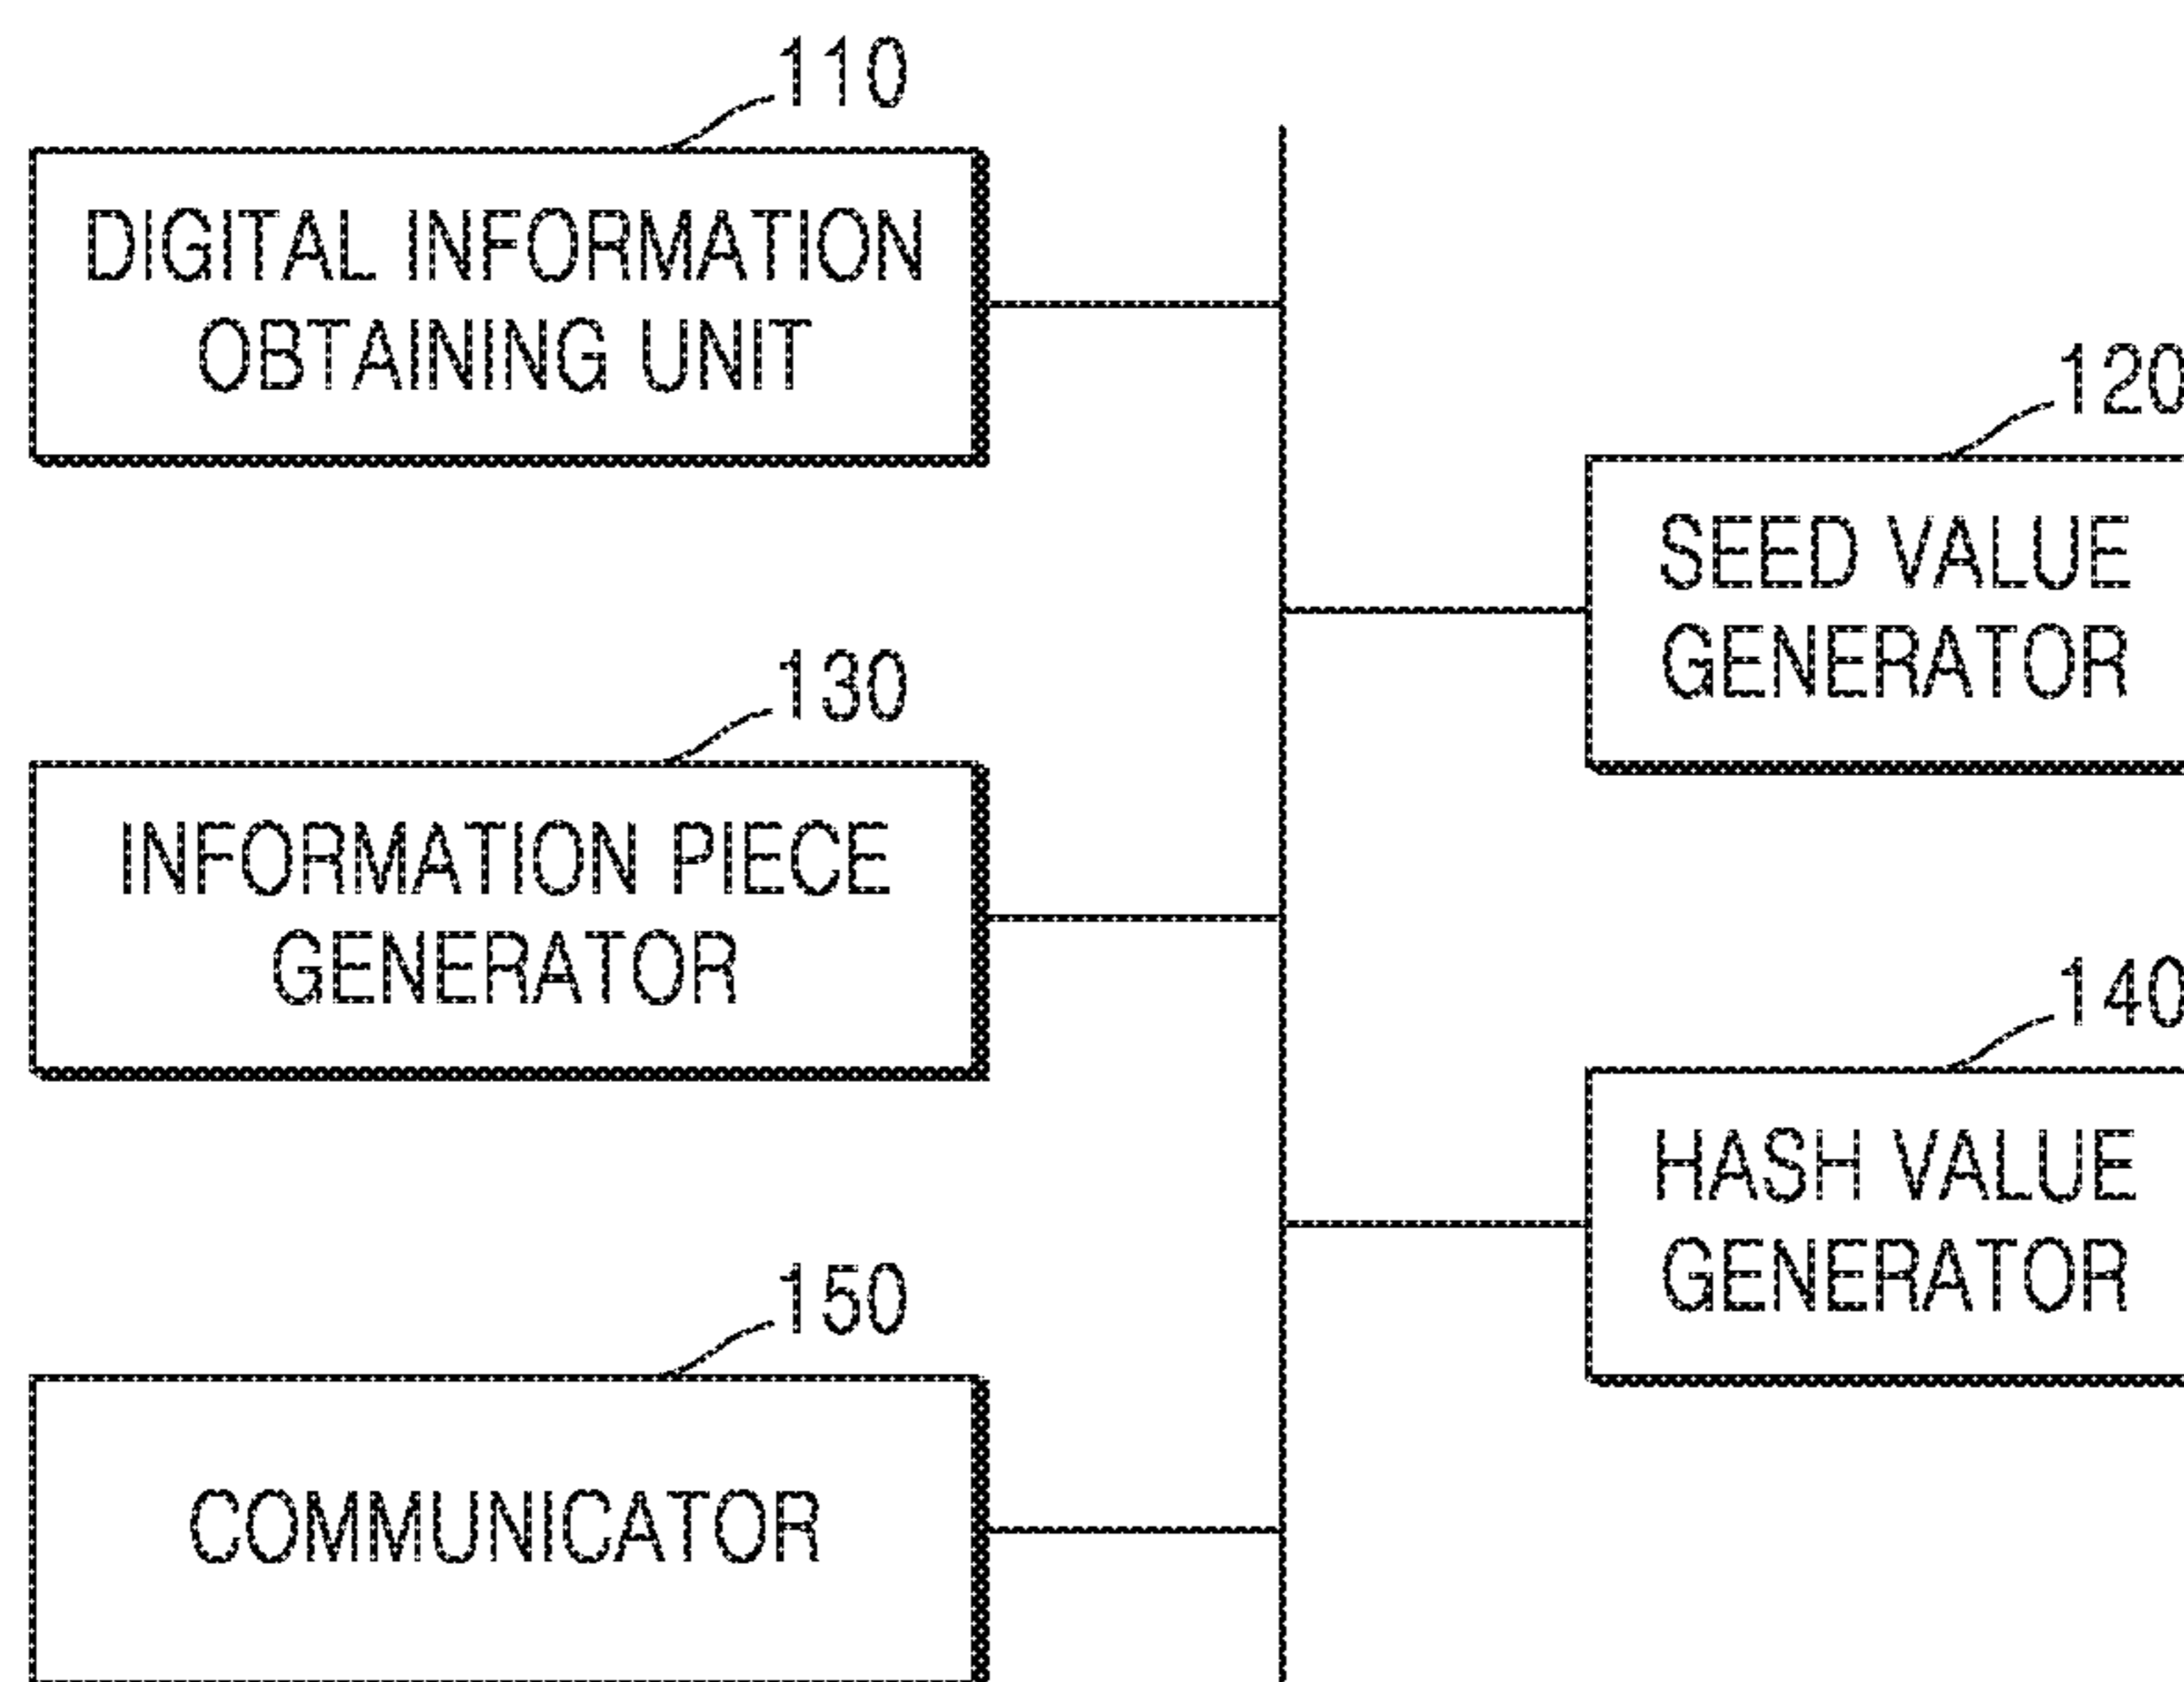 110
DIGITAL INFORMATION
OBTAINING UNIT
120
SEED VALUE
GENERATOR
130
INFORMATION PIECE
GENERATOR
140
HASH VALUE
GENERATOR
150
COMMUNICATOR